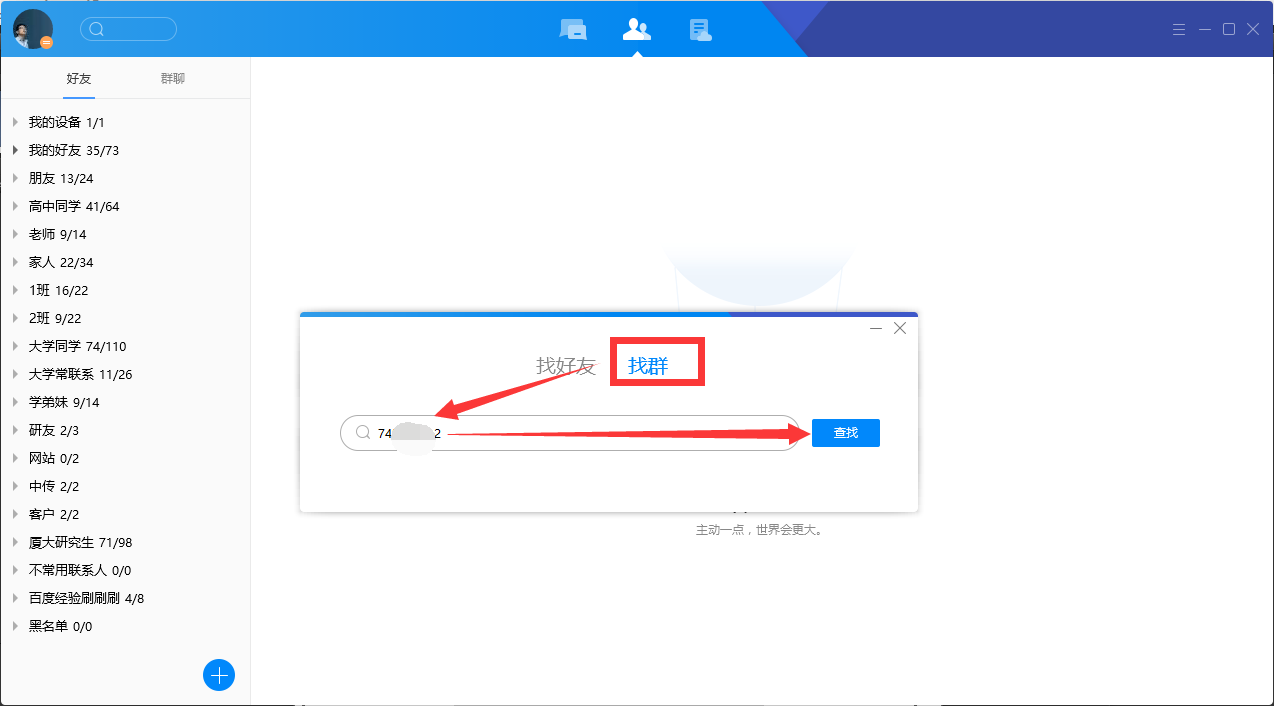 好友 群聊
我的设备 1/1
我的好友 35/73
朋友 13/24
高中同学 41/64
老师 9/14
家人 22/34
1班 16/22
2班 9/22
大学同学 74/110
大学常联系 11/26
学弟妹 9/14
研友 2/3
网站 0/2
中传 2/2
客户 2/2
厦大研究生 71/98
不常用联系人 0/0
百度经验刷刷刷 4/8
黑名单 0/0
找好友 找群
74 2 查找
主动一点，世界会更大。